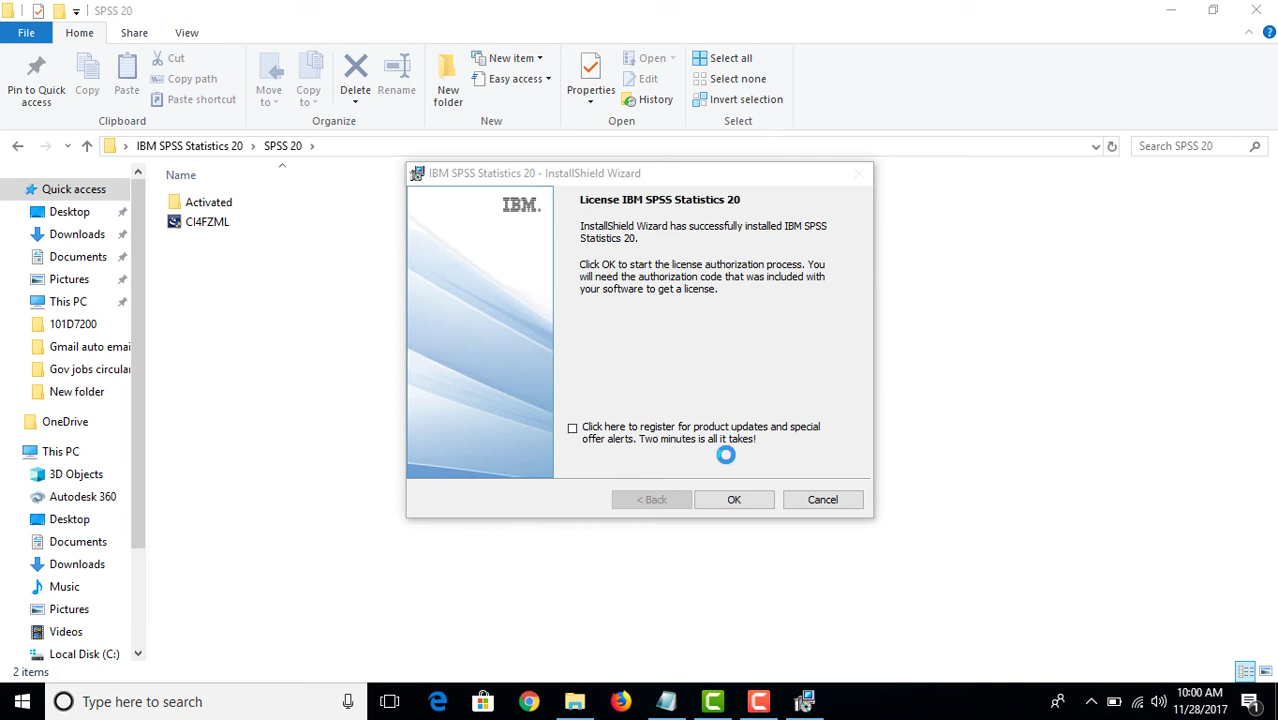 SPSS 20
File
Home
Share
View
Pin to Quick
access
Copy
Paste
Cut
Copy path
Paste shortcut
Clipboard
Move
to
Copy
to
Delete
Rename
Organize
New
folder
New item
Easy access
New
Properties
Open
Edit
History
Open
Select all
Select none
Invert selection
Select
IBM SPSS Statistics 20
SPSS 20
Search SPSS 20
Quick access
Desktop
Downloads
Documents
Pictures
This PC
101D7200
Gmail auto emai
Gov jobs circular
New folder
OneDrive
This PC
3D Objects
Autodesk 360
Desktop
Documents
Downloads
Music
Pictures
Videos
Local Disk (C:)
Name
Activated
CI4FZML
IBM SPSS Statistics 20 - InstallShield Wizard
IBM.
License IBM SPSS Statistics 20
InstallShield Wizard has successfully installed IBM SPSS
Statistics 20.
Click OK to start the license authorization process. You
will need the authorization code that was included with
your software to get a license.
Click here to register for product updates and special
offer alerts. Two minutes is all it takes!
< Back
OK
Cancel
2 items
Type here to search
10:00 AM
11/28/2017
1